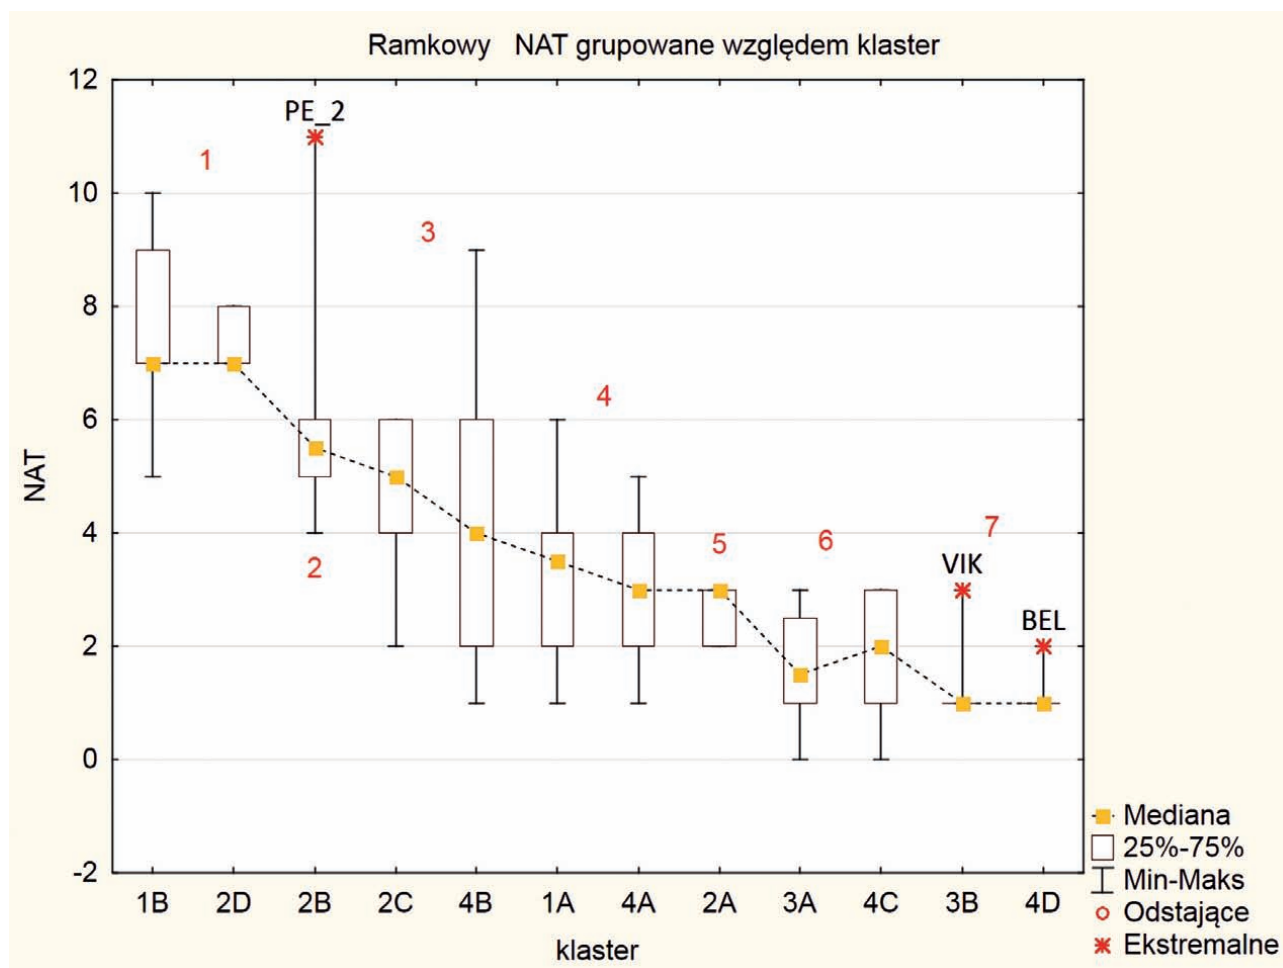 Ramkowy NAT grupowane względem klaster
12
PE_2
1
10
3
8
4
6
NAT
7
5
6
4
VIK
2
BEL
2
0
Mediana
25%-75%
-2
Min-Maks
1B 2D 2B 2C 4B 1A 4A 2A 3A 4C 3B 4D
Odstające
klaster
Ekstremalne